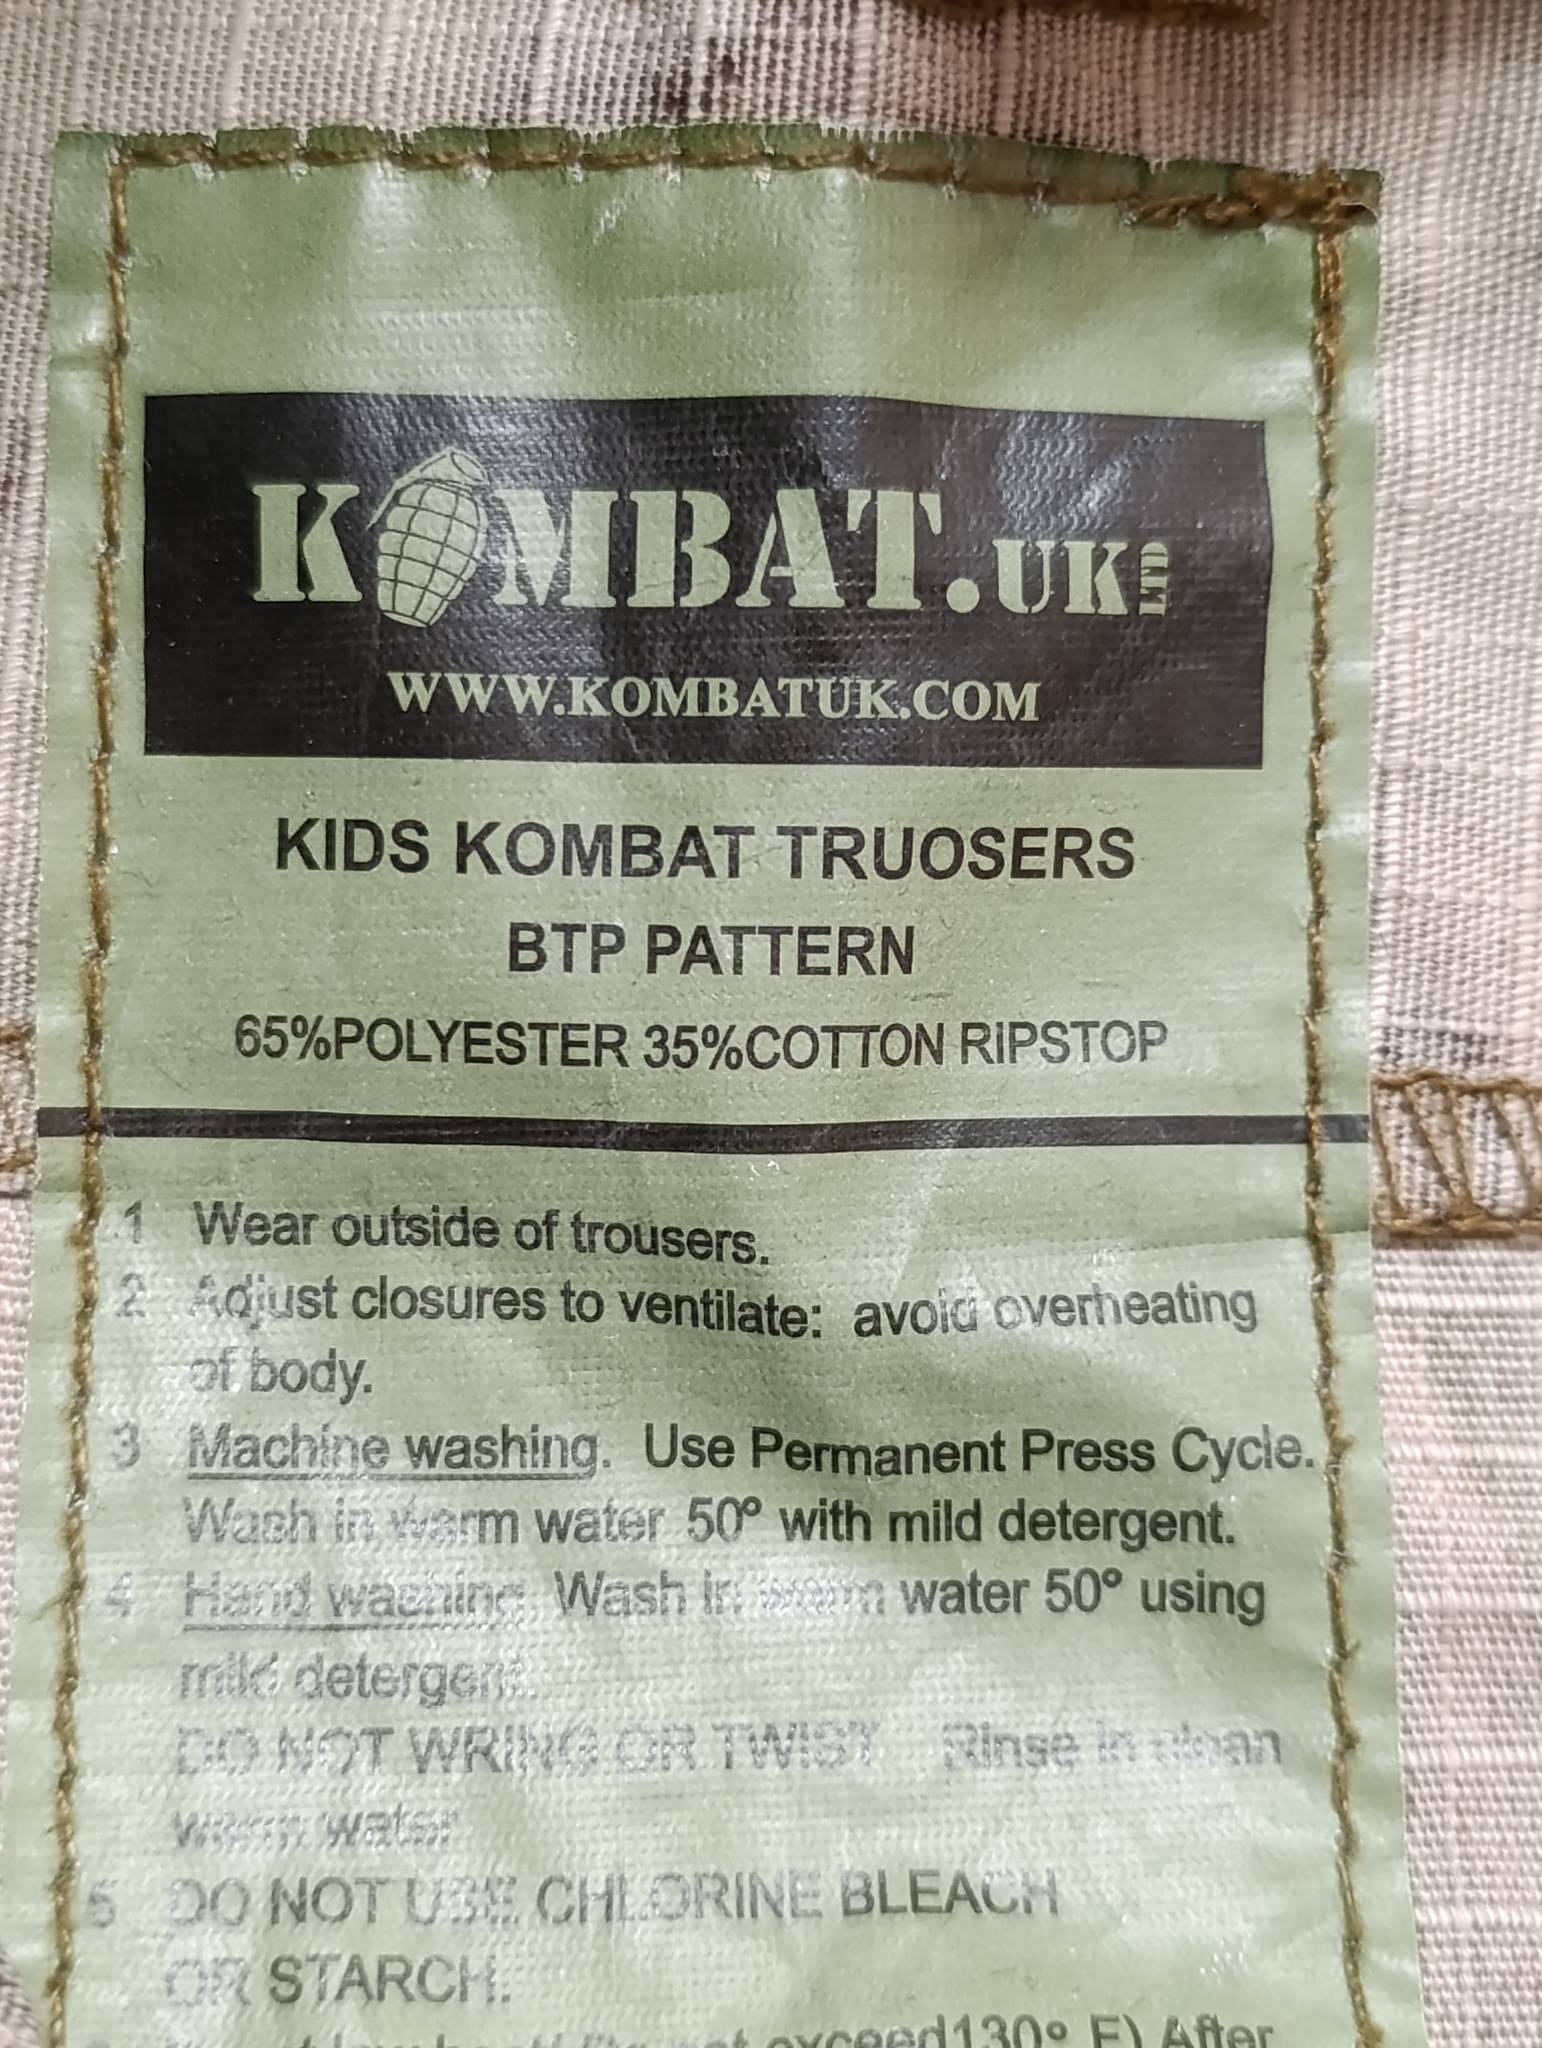 KOMBAT.UK LTD
WWW.KOMBATUK.COM
KIDS KOMBAT TRUOSERS
BTP PATTERN
65%POLYESTER 35%COTTON RIPSTOP
1 Wear outside of trousers.
2 Adjust closures to ventilate: avoid overheating
of body.
3 Machine washing. Use Permanent Press Cycle.
Wash in warm water 50° with mild detergent.
4 Hand washing. Wash in warm water 50° using
mild detergent.
DO NOT WRING OR TWIST Rinse in clean
warm water
5 DO NOT USE CHLORINE BLEACH
OR STARCH.
not exceed130° F) After